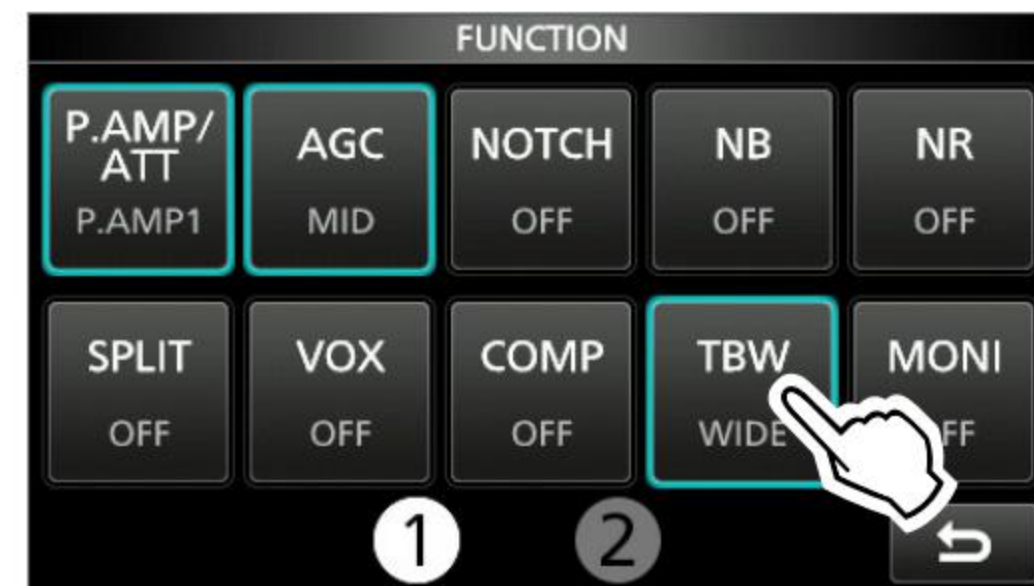 FUNCTION
P.AMP/
ATT
P.AMP1
AGC
MID
NOTCH
OFF
NB
OFF
NR
OFF
SPLIT
OFF
VOX
OFF
COMP
OFF
TBW
WIDE
MONI
FF
1
2